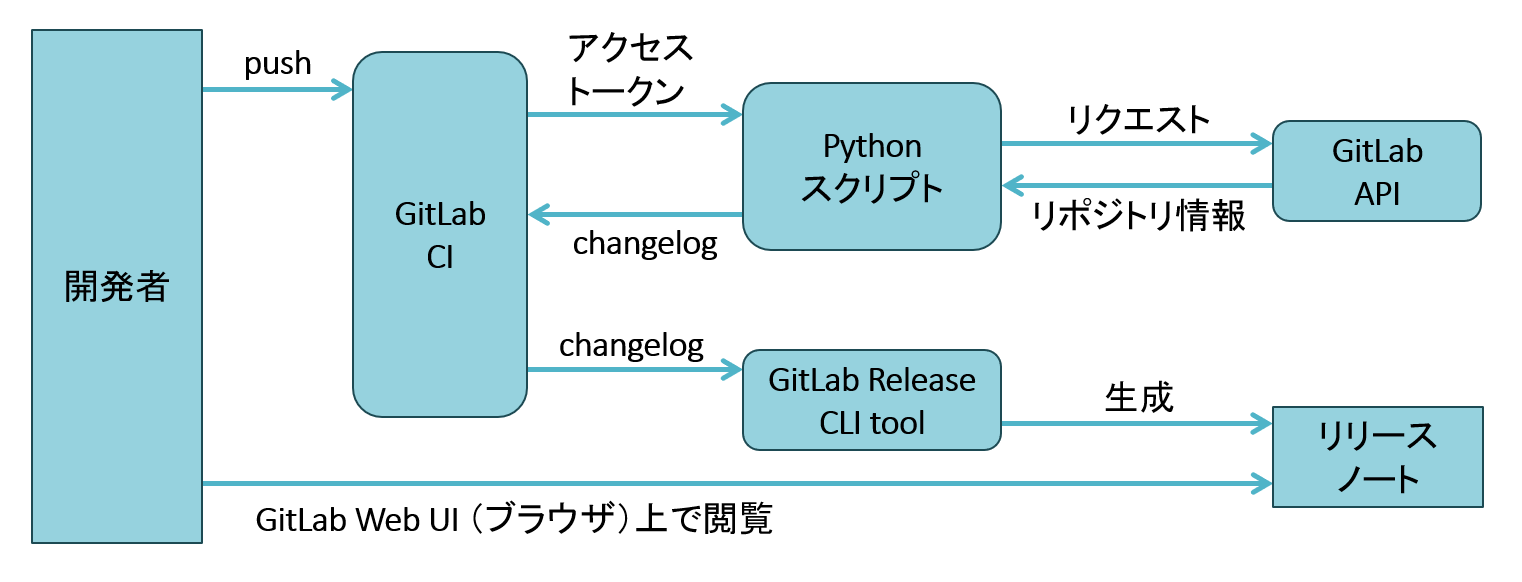 開発者
push
GitLab
CI
アクセス
トークン
changelog
Python
スクリプト
リクエスト
リポジトリ情報
GitLab
API
changelog
GitLab Release
CLI tool
生成
リリース
ノート
GitLab Web UI（ブラウザ）上で閲覧